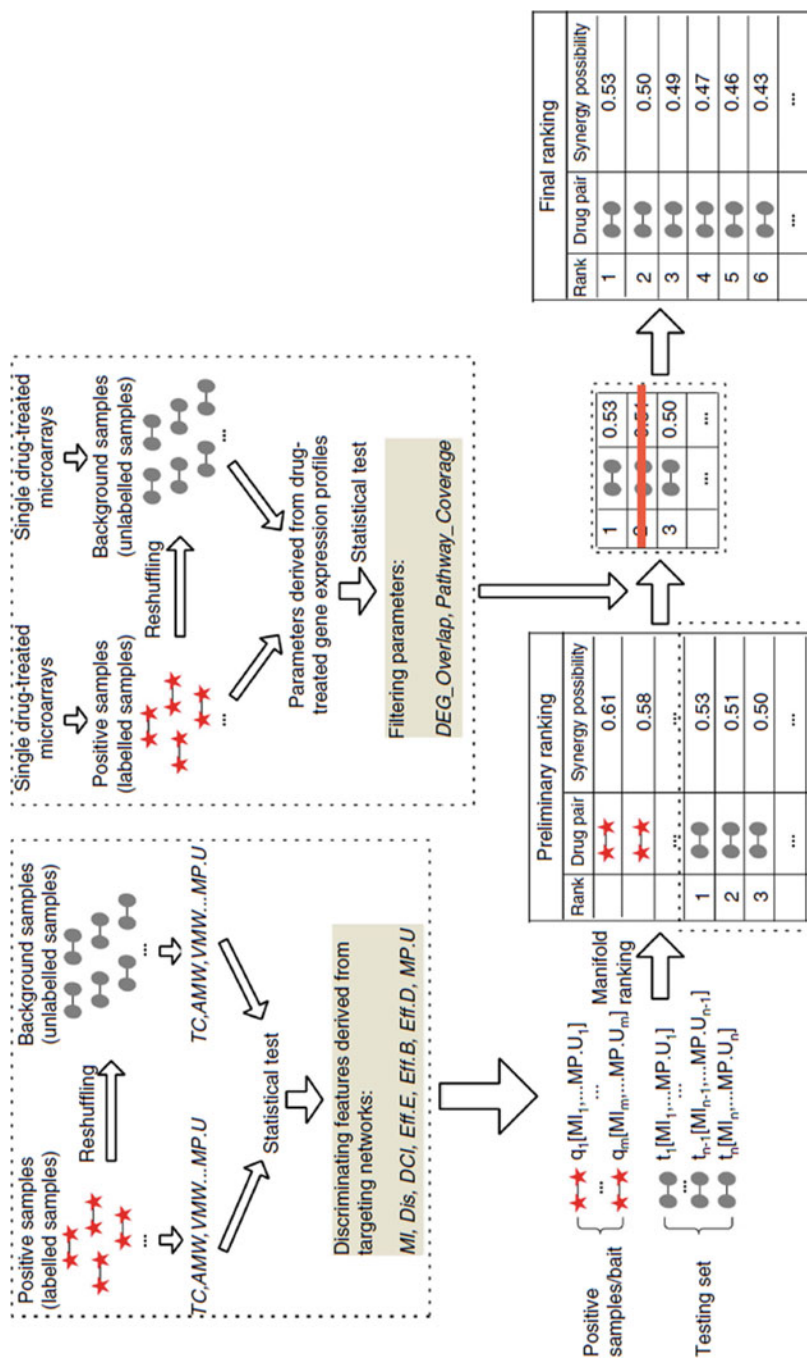 Positive samples
(labelled samples)
Reshuffling
Background samples
(unlabelled samples)
...
...
TC,AMW,VMW...MP.U
TC,AMW,VMW...MP.U
Statistical test
Discriminating features derived from
targeting networks:
MI, Dis, DCI, Eff.E, Eff.B, Eff.D, MP.U
Single drug-treated
microarrays
Single drug-treated
microarrays
Positive samples
(labelled samples)
Reshuffling
Background samples
(unlabelled samples)
...
...
Parameters derived from drug-
treated gene expression profiles
Statistical test
Filtering parameters:
DEG_Overlap, Pathway_Coverage
Positive
samples/bait
q1[MI1,...MP.U1]
... ...
qm[MIm,...MP.Um]
Testing set
t1[MI1,...MP.U1]
... ...
tn-1[MIn-1,...MP.Un-1]
tn[MIn,...MP.Un]
Manifold
ranking
Preliminary ranking
Rank Drug pair Synergy possibility
0.61
0.58
... ...
1 0.53
2 0.51
3 0.50
... ...
1 0.53
2 0.51
3 0.50
... ...
Final ranking
Rank Drug pair Synergy possibility
1 0.53
2 0.50
3 0.49
4 0.47
5 0.46
6 0.43
... ...